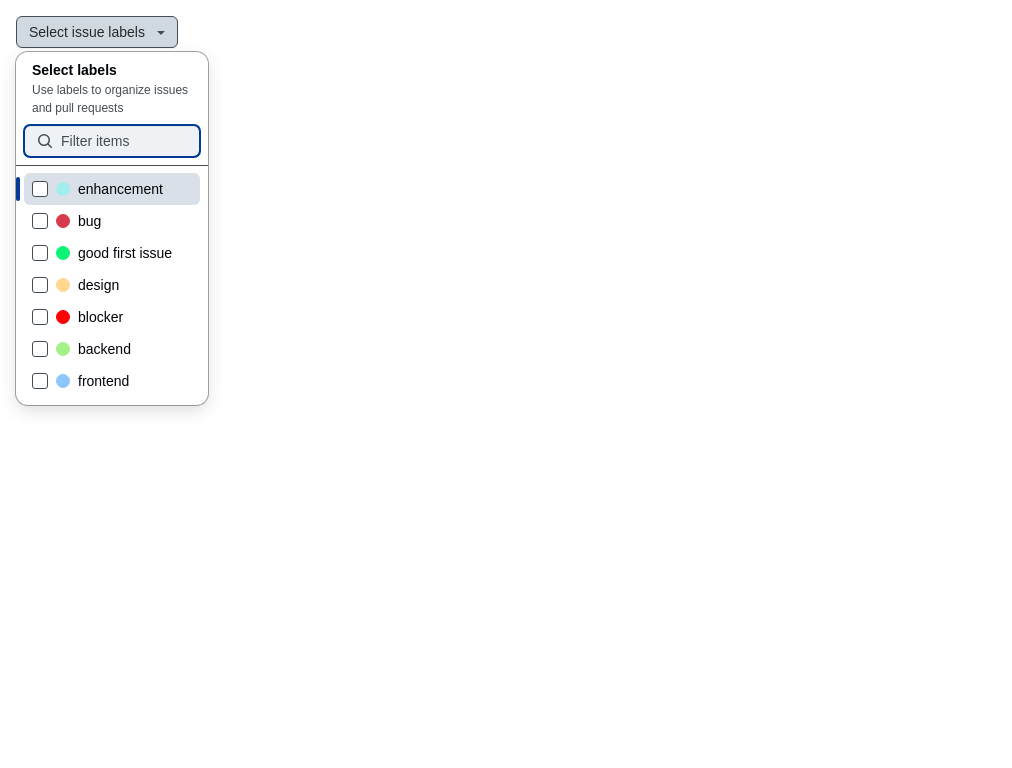 Select issue labels
Select labels
Use labels to organize issues
and pull requests
Filter items
enhancement
bug
good first issue
design
blocker
backend
frontend